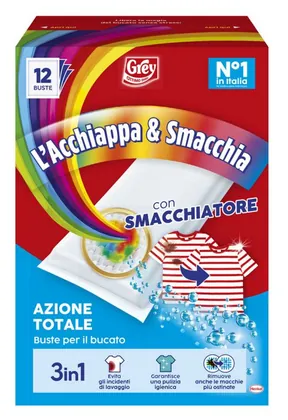 12
BUSTE
Grey
N°1
in Italia
L'Acchiappa & Smacchia
con
SMACCHIATORE
AZIONE
TOTALE
Buste per il bucato
3in1
Evita
gli incidenti
di lavaggio
Garantisce
una pulizia
igienica
Rimuove
anche le macchie
più ostinate
Henkel